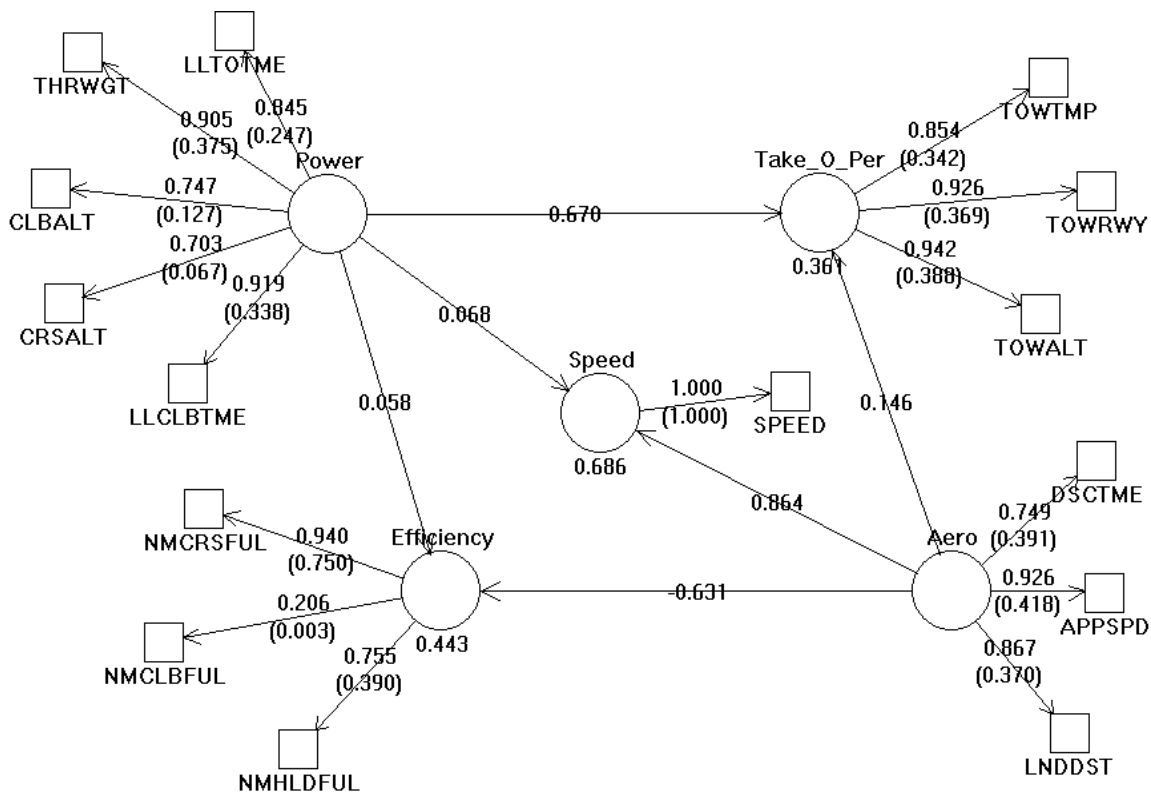 LLTOTME
THRWGT
0.845
(0.247)
0.905
(0.375)
Power
Take_O_Per
TOWTMP
0.854
(0.342)
CLBALT
0.747
(0.127)
0.926
(0.369)
TOWRWY
0.670
0.703
(0.067)
0.942
(0.388)
0.361
CRSALT
0.919
(0.338)
TOWALT
0.068
Speed
LLCLBTME
0.058
1.000
(1.000)
SPEED
0.146
0.686
DSCTME
0.864
0.749
(0.391)
NMCRSFUL
0.940
(0.750)
Efficiency
Aero
0.926
(0.418)
APPSPD
-0.631
0.206
(0.003)
NMCLBFUL
0.443
0.755
(0.390)
0.867
(0.370)
NMHLDFUL
LNDDST